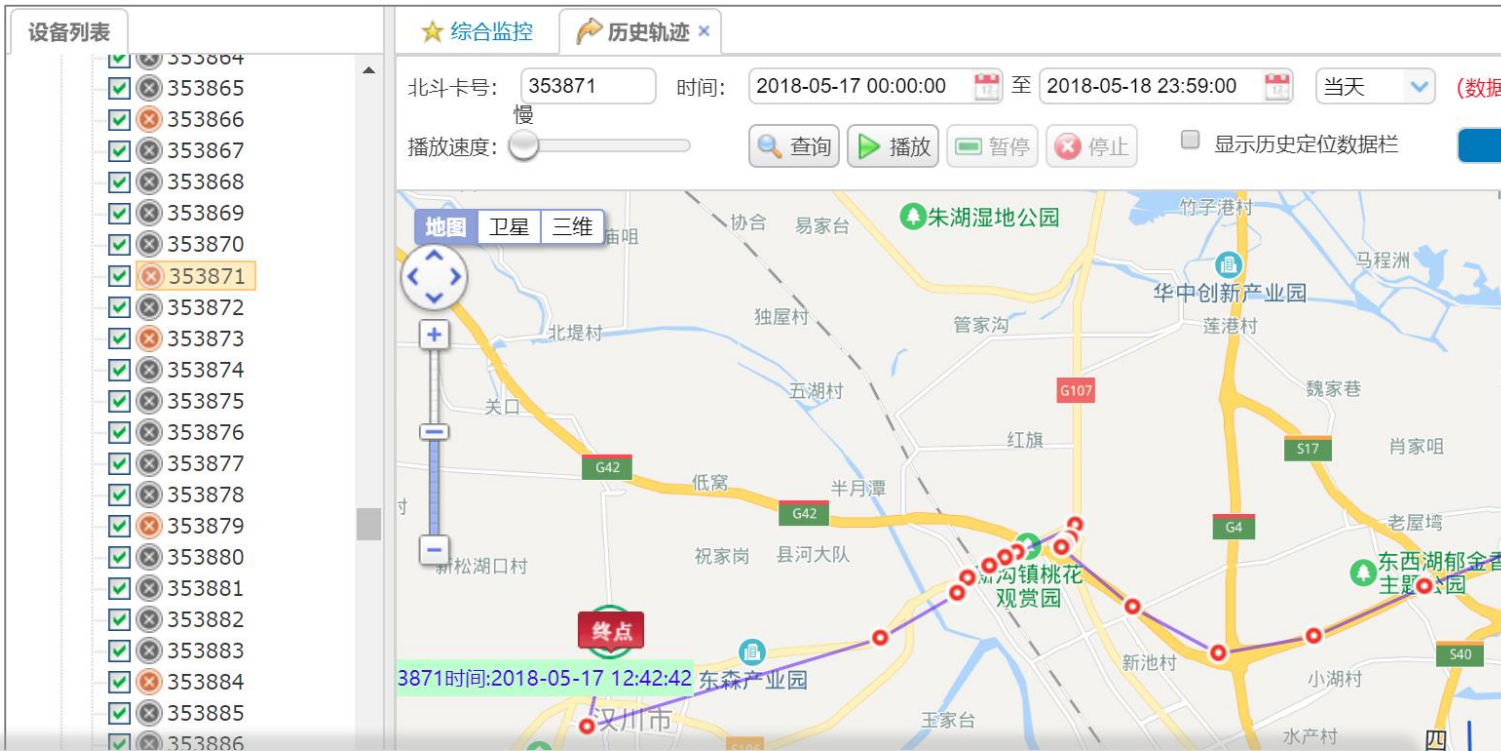 设备列表
353864
353865
353866
353867
353868
353869
353870
353871
353872
353873
353874
353875
353876
353877
353878
353879
353880
353881
353882
353883
353884
353885
353886
综合监控
历史轨迹 ×
北斗卡号: 353871 时间: 2018-05-17 00:00:00 至 2018-05-18 23:59:00 当天 (数据
慢
播放速度: 查询 播放 暂停 停止 显示历史定位数据栏
地图 卫星 三维
庙咀
协合
易家台
朱湖湿地公园
竹子港村
马程洲
华中创新产业园
莲港村
北堤村
独屋村
管家沟
关口
五湖村
G107
魏家巷
红旗
S17
肖家咀
G42
低窝
半月潭
G42
G4
老屋塆
新松湖口村
祝家岗
县河大队
新沟镇桃花
观赏园
东西湖郁金香
主题公园
终点
3871时间:2018-05-17 12:42:42
东森产业园
新池村
S40
小湖村
汉川市
王家台
水产村
四